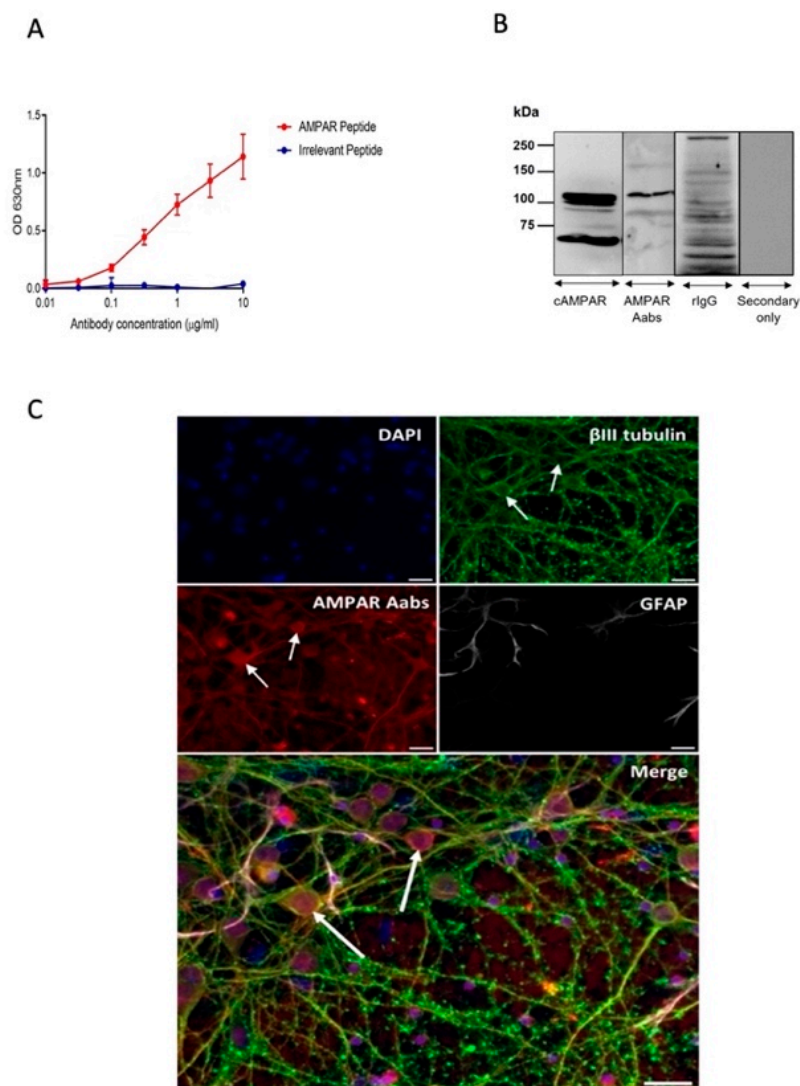 A
1.5
1.0
0.5
0.0
OD 630nm
0.01
0.1
1
10
Antibody concentration (µg/ml)
AMPAR Peptide
Irrelevant Peptide
B
kDa
250
150
100
75
cAMPAR
AMPAR
Aabs
rIgG
Secondary
only
C
DAPI
βIII tubulin
AMPAR Aabs
GFAP
Merge